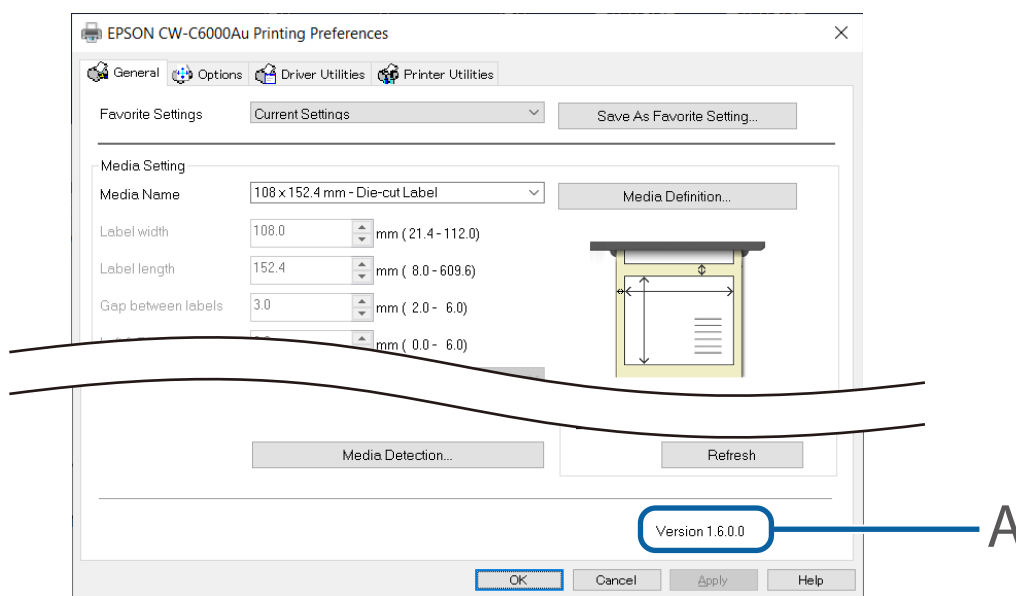 EPSON CW-C6000Au Printing Preferences
General Options Driver Utilities Printer Utilities
Favorite Settings Current Settings Save As Favorite Setting...
Media Setting
Media Name 108 x 152.4 mm - Die-cut Label Media Definition...
Label width 108.0 mm ( 21.4 - 112.0)
Label length 152.4 mm ( 8.0 - 609.6)
Gap between labels 3.0 mm ( 2.0 - 6.0)
mm ( 0.0 - 6.0)
Media Detection... Refresh
Version 1.6.0.0 A
OK Cancel Apply Help